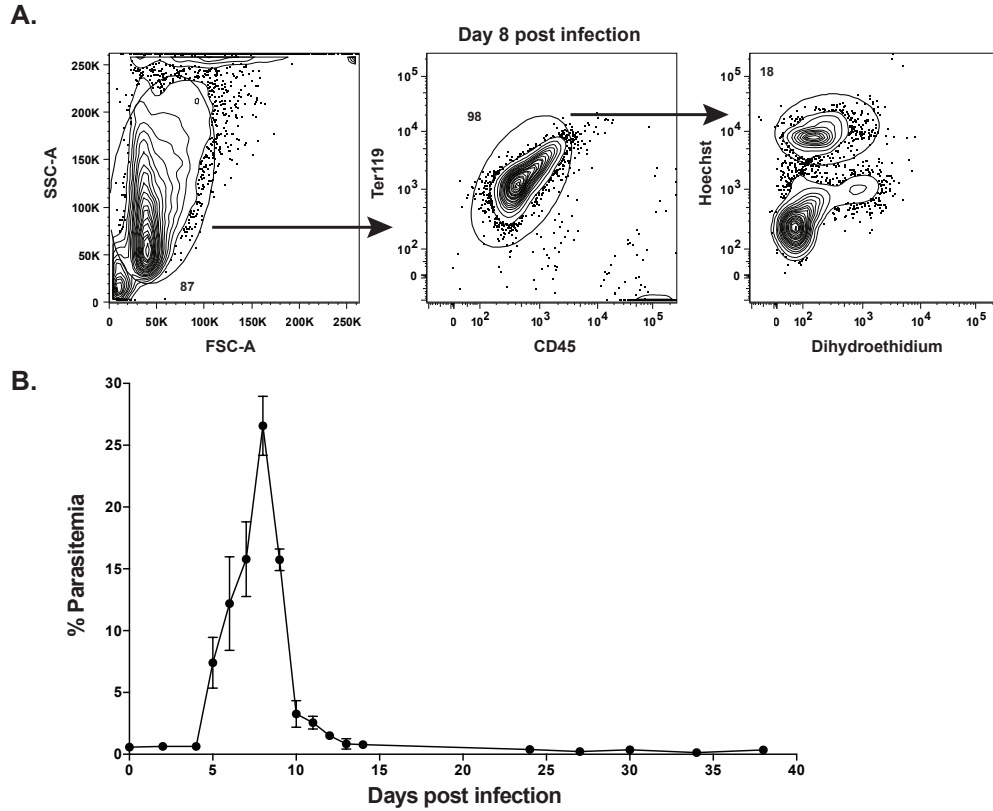 A.
Day 8 post infection
250K
200K
150K
100K
50K
0
SSC-A
0 50K 100K 150K 200K 250K
FSC-A
87
10^5
10^4
10^3
10^2
0
Ter119
98
0 10^2 10^3 10^4 10^5
CD45
10^5
10^4
10^3
10^2
0
Hoechst
18
0 10^2 10^3 10^4 10^5
Dihydroethidium
B.
30
25
20
15
10
5
0
% Parasitemia
0 5 10 15 20 25 30 35 40
Days post infection